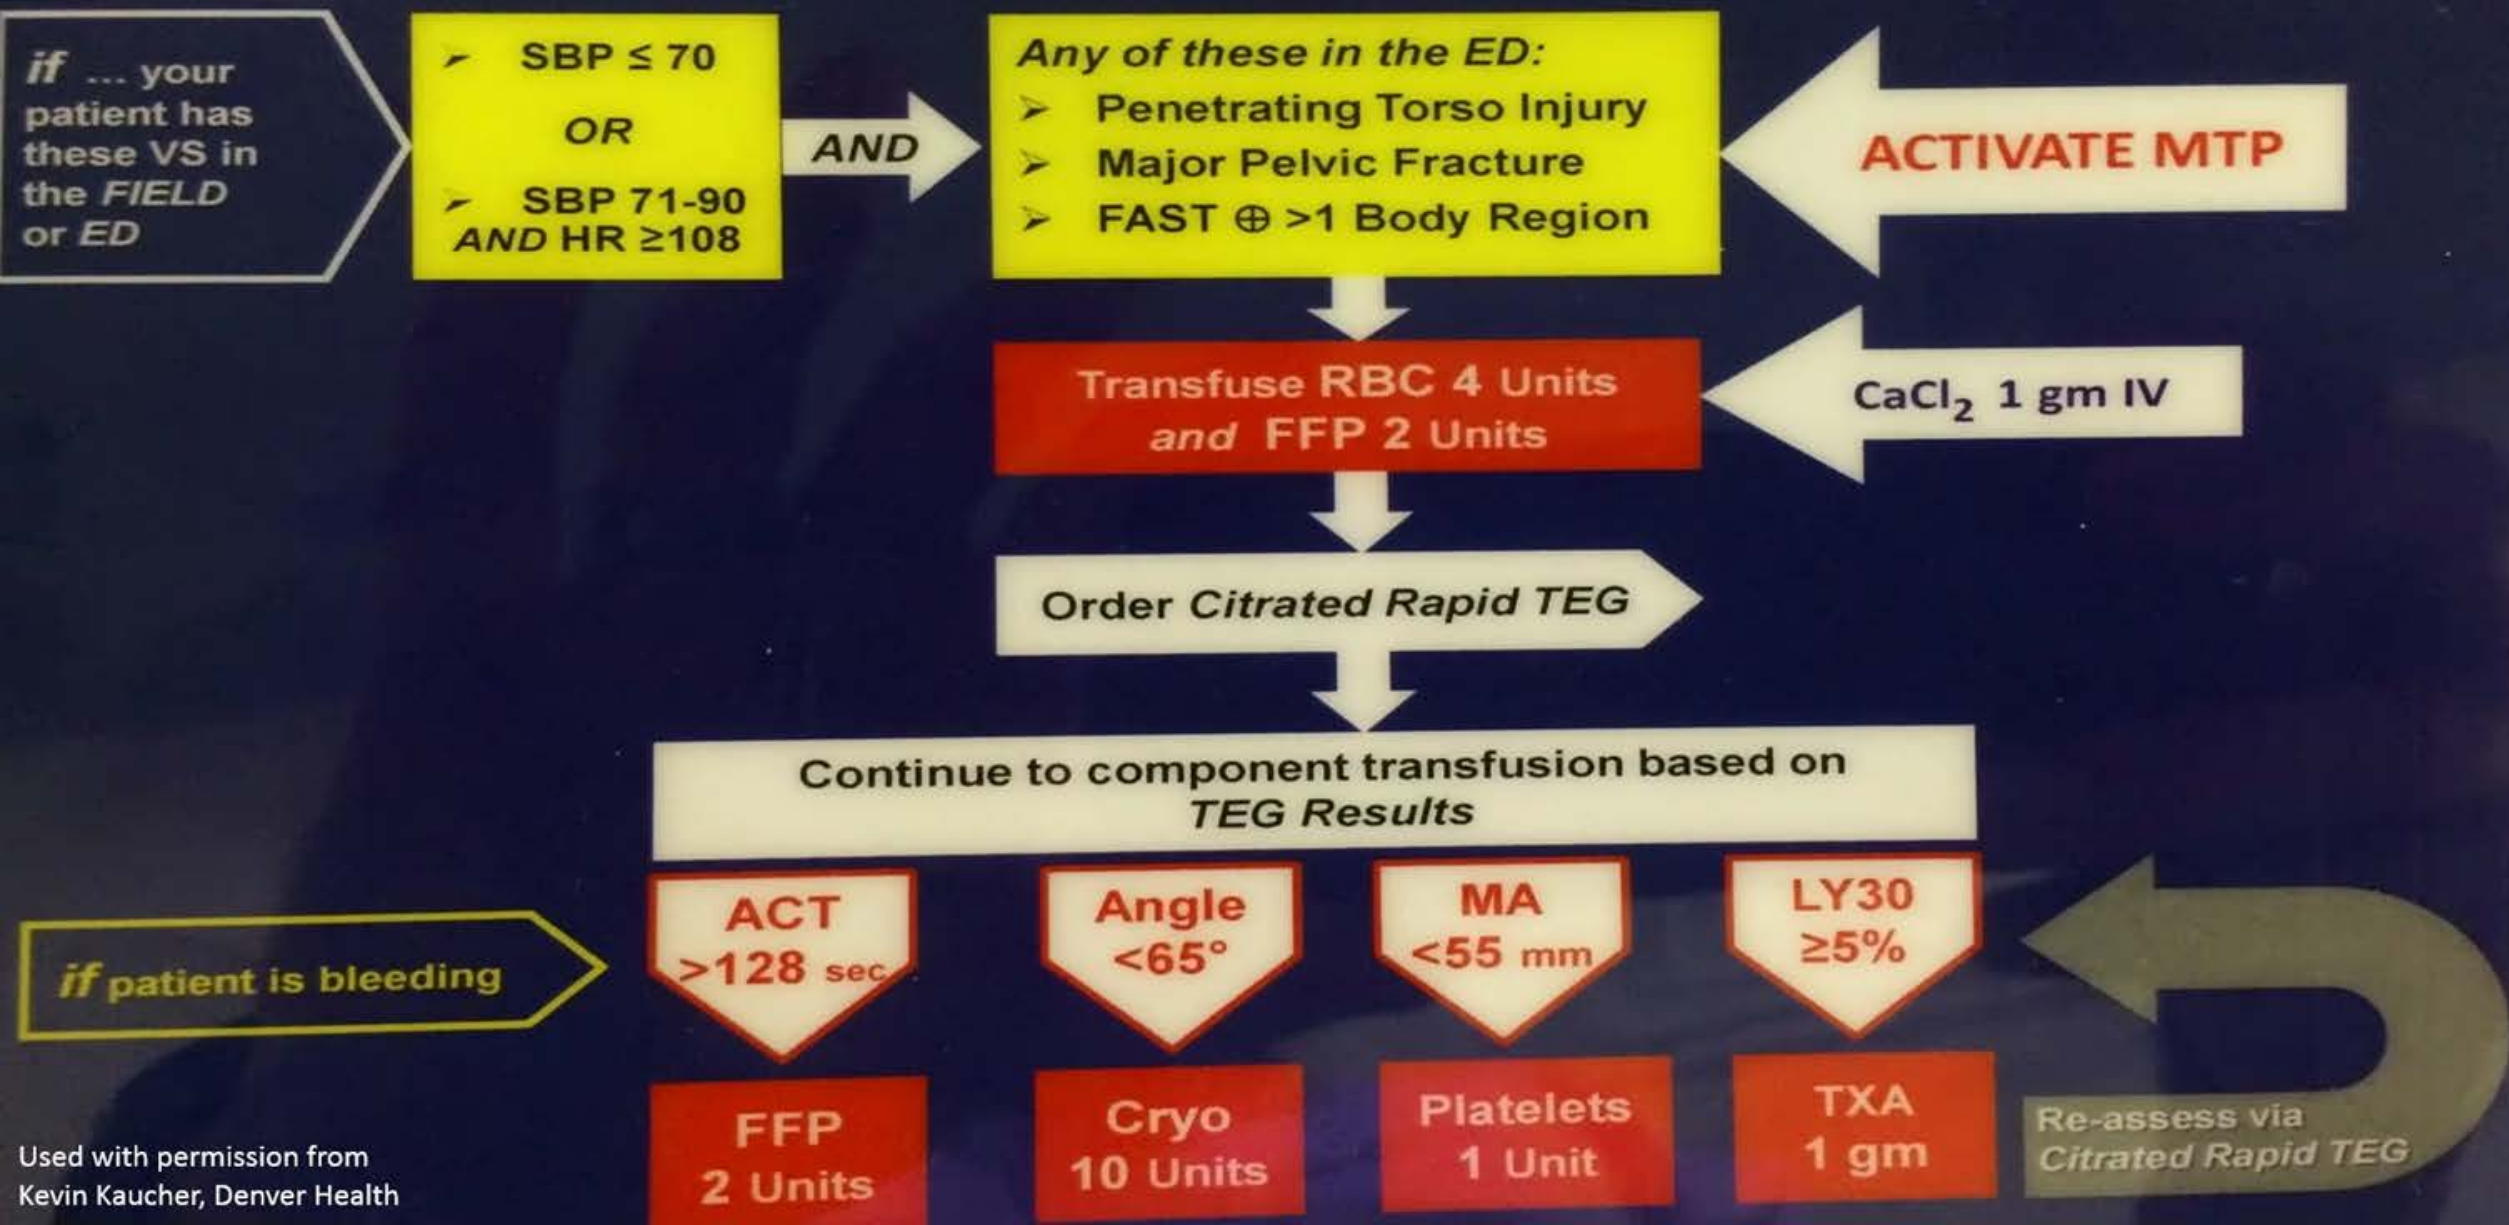 if ... your
patient has
these VS in
the FIELD
or ED
➢ SBP ≤ 70
OR
➢ SBP 71-90
AND HR ≥108
AND
Any of these in the ED:
➢ Penetrating Torso Injury
➢ Major Pelvic Fracture
➢ FAST ⊕ >1 Body Region
ACTIVATE MTP
Transfuse RBC 4 Units
and FFP 2 Units
CaCl₂ 1 gm IV
Order Citrated Rapid TEG
Continue to component transfusion based on
TEG Results
if patient is bleeding
ACT
>128 sec
Angle
<65°
MA
<55 mm
LY30
≥5%
FFP
2 Units
Cryo
10 Units
Platelets
1 Unit
TXA
1 gm
Re-assess via
Citrated Rapid TEG
Used with permission from
Kevin Kaucher, Denver Health